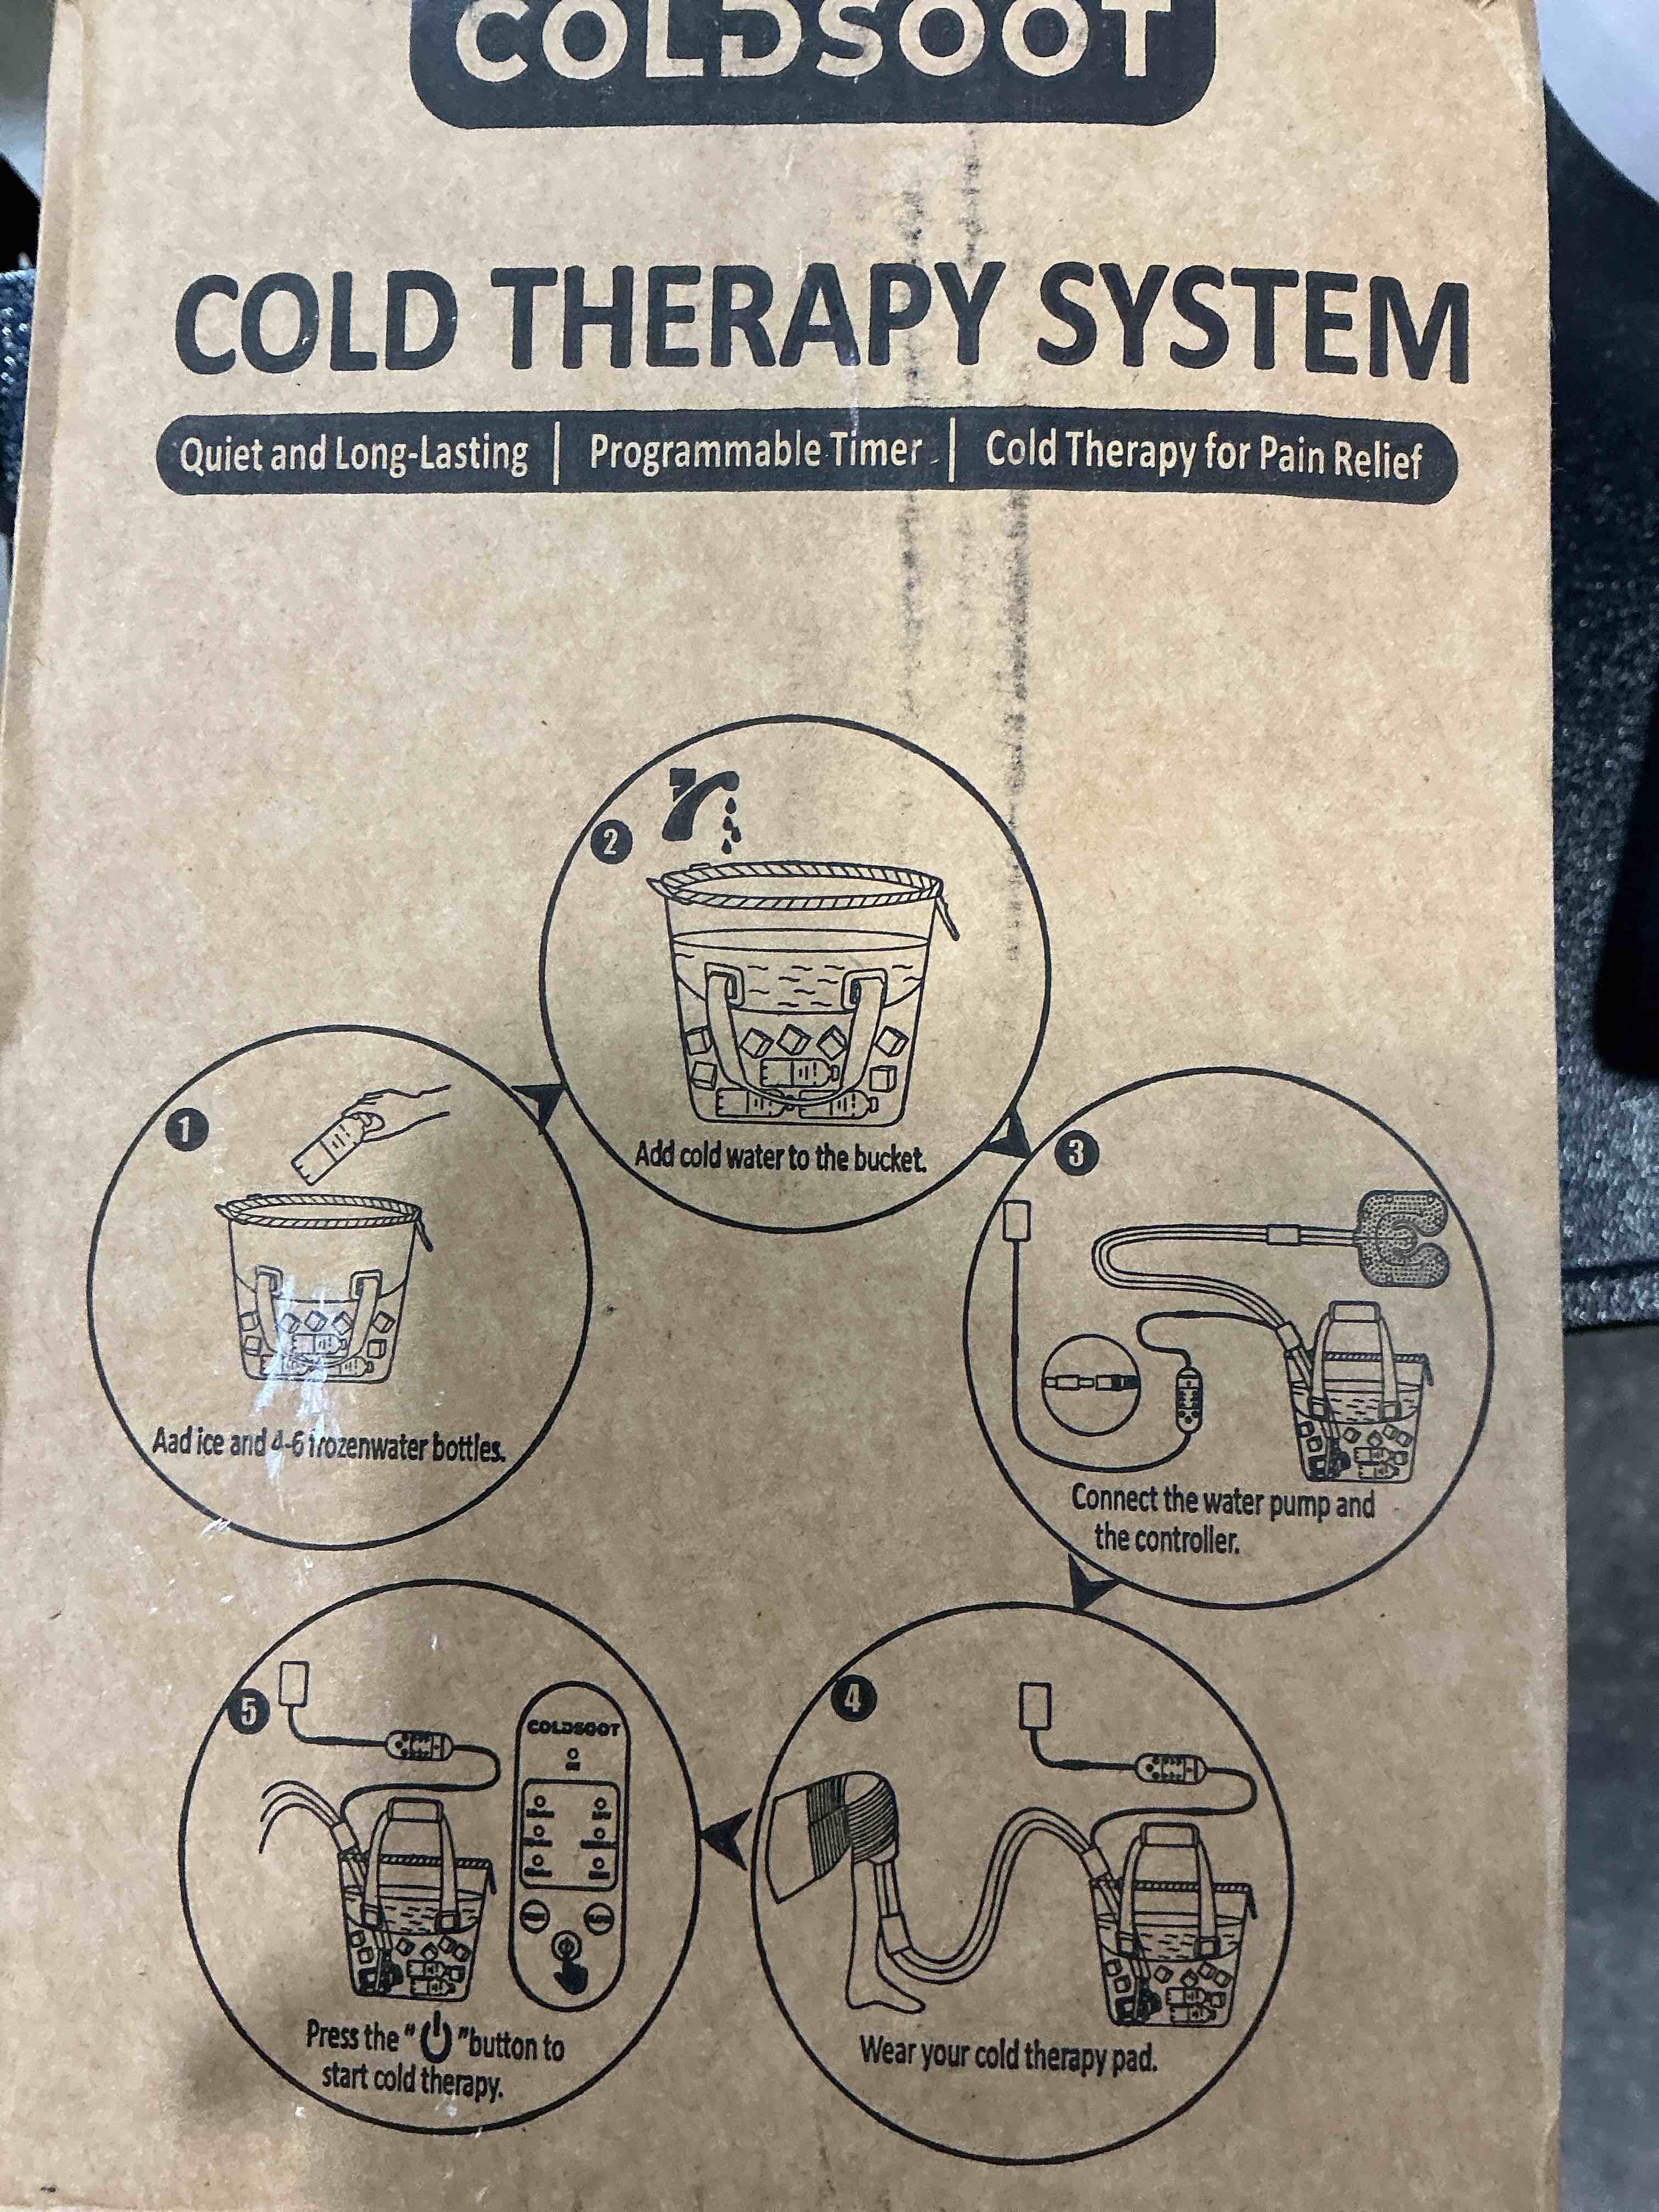 COLDSOOT
COLD THERAPY SYSTEM
Quiet and Long-Lasting | Programmable Timer | Cold Therapy for Pain Relief
1
Aad ice and 4-6 frozenwater bottles.
2
Add cold water to the bucket.
3
Connect the water pump and
the controller.
4
Wear your cold therapy pad.
5
COLDSOOT
Press the "⏻"button to
start cold therapy.